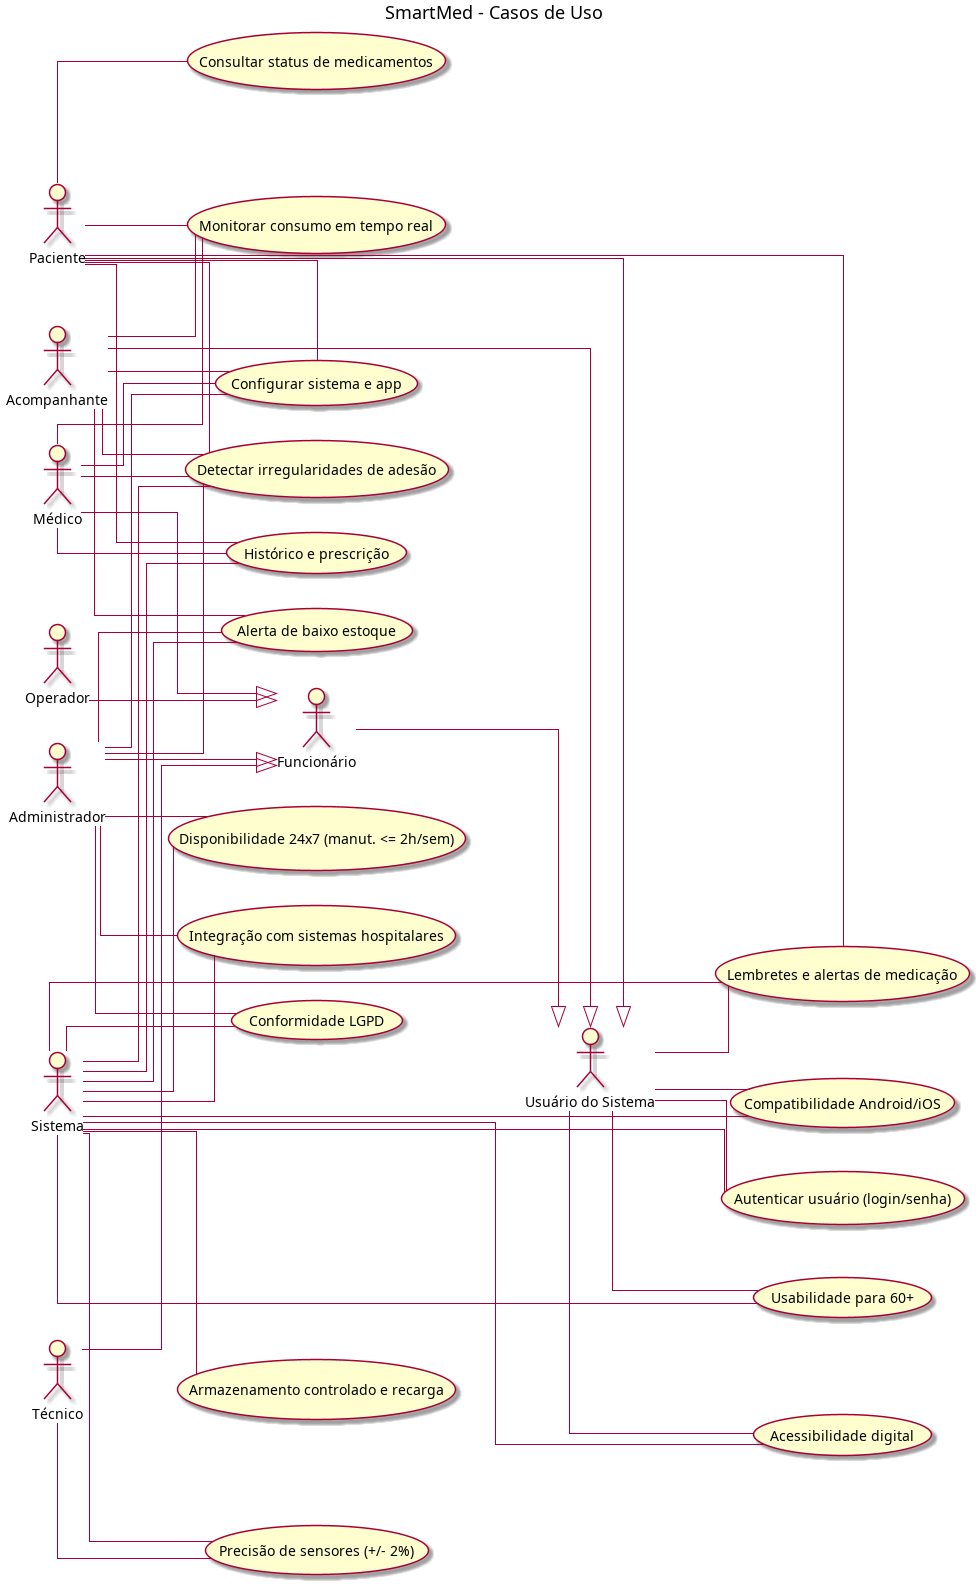 SmartMed - Casos de Uso
Consultar status de medicamentos
Monitorar consumo em tempo real
Paciente
Configurar sistema e app
Acompanhante
Detectar irregularidades de adesão
Médico
Histórico e prescrição
Alerta de baixo estoque
Operador
Funcionário
Administrador
Disponibilidade 24x7 (manut. <= 2h/sem)
Integração com sistemas hospitalares
Lembretes e alertas de medicação
Conformidade LGPD
Usuário do Sistema
Compatibilidade Android/iOS
Sistema
Autenticar usuário (login/senha)
Usabilidade para 60+
Armazenamento controlado e recarga
Técnico
Acessibilidade digital
Precisão de sensores (+/- 2%)